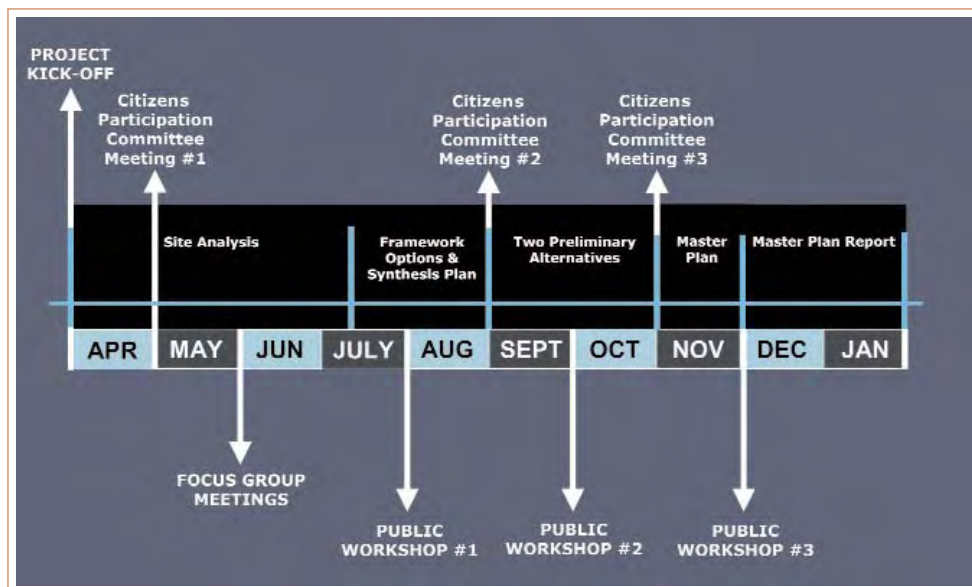 PROJECT
KICK-OFF
Citizens
Participation
Committee
Meeting #1
Citizens
Participation
Committee
Meeting #2
Citizens
Participation
Committee
Meeting #3
Site Analysis
Framework
Options &
Synthesis Plan
Two Preliminary
Alternatives
Master
Plan
Master Plan Report
APR MAY JUN JULY AUG SEPT OCT NOV DEC JAN
FOCUS GROUP
MEETINGS
PUBLIC
WORKSHOP #1
PUBLIC
WORKSHOP #2
PUBLIC
WORKSHOP #3